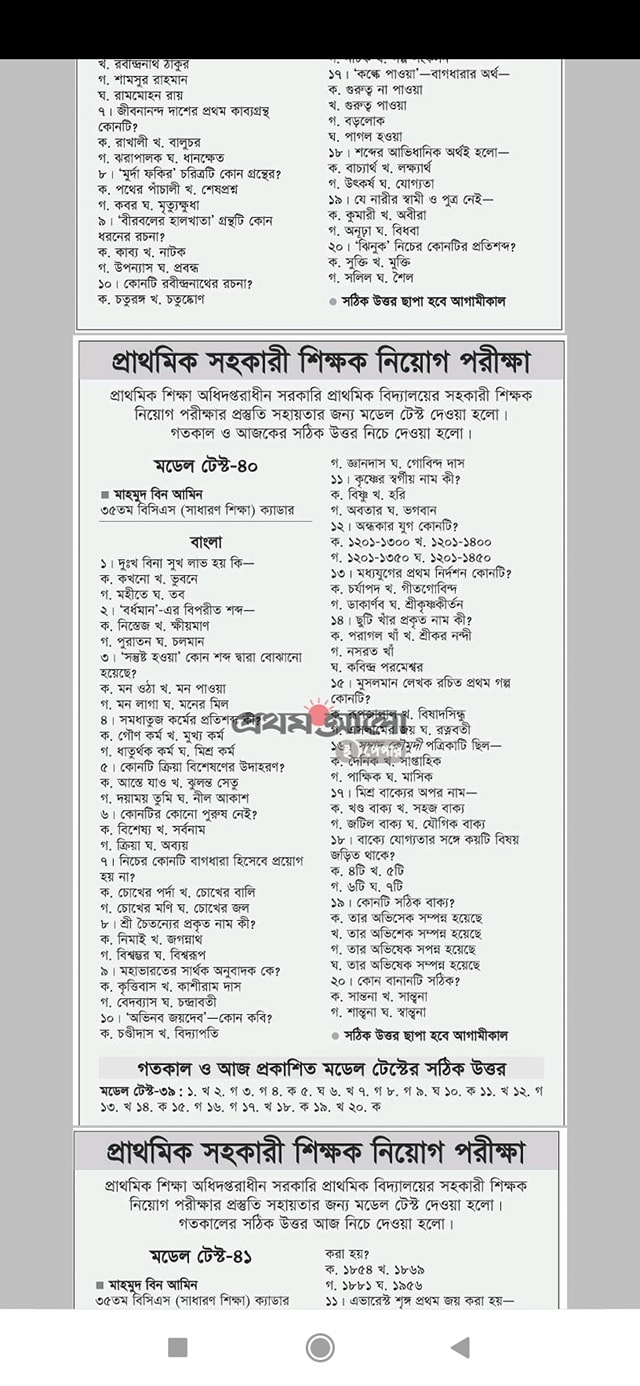 খ. রবীন্দ্রনাথ ঠাকুর
গ. শামসুর রাহমান
ঘ. রামমোহন রায়
৭। জীবনানন্দ দাশের প্রথম কাব্যগ্রন্থ
কোনটি?
ক. রাখালী খ. বালুচর
গ. ঝরাপালক ঘ. ধানক্ষেত
৮। ‘মুর্দা ফকির’ চরিত্রটি কোন গ্রন্থের?
ক. পথের পাঁচালী খ. শেষপ্রশ্ন
গ. কবর ঘ. মৃত্যুক্ষুধা
৯। ‘বীরবলের হালখাতা’ গ্রন্থটি কোন
ধরনের রচনা?
ক. কাব্য খ. নাটক
গ. উপন্যাস ঘ. প্রবন্ধ
১০। কোনটি রবীন্দ্রনাথের রচনা?
ক. চতুরঙ্গ খ. চতুষ্কোণ
১৭। ‘কল্কে পাওয়া’—বাগধারার অর্থ—
ক. গুরুত্ব না পাওয়া
খ. গুরুত্ব পাওয়া
গ. বড়লোক
ঘ. পাগল হওয়া
১৮। শব্দের আভিধানিক অর্থই হলো—
ক. বাচ্যার্থ খ. লক্ষ্যার্থ
গ. উৎকর্ষ ঘ. যোগ্যতা
১৯। যে নারীর স্বামী ও পুত্র নেই—
ক. কুমারী খ. অবীরা
গ. অনূঢ়া ঘ. বিধবা
২০। ‘ঝিনুক’ নিচের কোনটির প্রতিশব্দ?
ক. সুক্তি খ. মুক্তি
গ. সলিল ঘ. শৈল
সঠিক উত্তর ছাপা হবে আগামীকাল
প্রাথমিক সহকারী শিক্ষক নিয়োগ পরীক্ষা
প্রাথমিক শিক্ষা অধিদপ্তরাধীন সরকারি প্রাথমিক বিদ্যালয়ের সহকারী শিক্ষক
নিয়োগ পরীক্ষার প্রস্তুতি সহায়তার জন্য মডেল টেস্ট দেওয়া হলো।
গতকাল ও আজকের সঠিক উত্তর নিচে দেওয়া হলো।
মডেল টেস্ট-৪০
■ মাহমুদ বিন আমিন
৩৫তম বিসিএস (সাধারণ শিক্ষা) ক্যাডার
বাংলা
১। দুঃখ বিনা সুখ লাভ হয় কি—
ক. কখনো খ. ভুবনে
গ. মহীতে ঘ. তব
২। ‘বর্ধমান’-এর বিপরীত শব্দ—
ক. নিস্তেজ খ. ক্ষীয়মাণ
গ. পুরাতন ঘ. চলমান
৩। ‘সন্তুষ্ট হওয়া’ কোন শব্দ দ্বারা বোঝানো
হয়েছে?
ক. মন ওঠা খ. মন পাওয়া
গ. মন লাগা ঘ. মনের মিল
৪। সমধাতুজ কর্মের প্রতিশব্দ কী?
ক. গৌণ কর্ম খ. মুখ্য কর্ম
গ. ধাতুর্থক কর্ম ঘ. মিশ্র কর্ম
৫। কোনটি ক্রিয়া বিশেষণের উদাহরণ?
ক. আস্তে যাও খ. ঝুলন্ত সেতু
গ. দয়াময় তুমি ঘ. নীল আকাশ
৬। কোনটির কোনো পুরুষ নেই?
ক. বিশেষ্য খ. সর্বনাম
গ. ক্রিয়া ঘ. অব্যয়
৭। নিচের কোনটি বাগধারা হিসেবে প্রয়োগ
হয় না?
ক. চোখের পর্দা খ. চোখের বালি
গ. চোখের মণি ঘ. চোখের জল
৮। শ্রী চৈতন্যের প্রকৃত নাম কী?
ক. নিমাই খ. জগন্নাথ
গ. বিশ্বম্ভর ঘ. বিশ্বরূপ
৯। মহাভারতের সার্থক অনুবাদক কে?
ক. কৃত্তিবাস খ. কাশীরাম দাস
গ. বেদব্যাস ঘ. চন্দ্রাবতী
১০। ‘অভিনব জয়দেব’—কোন কবি?
ক. চণ্ডীদাস খ. বিদ্যাপতি
গ. জ্ঞানদাস ঘ. গোবিন্দ দাস
১১। কৃষ্ণের স্বর্গীয় নাম কী?
ক. বিষ্ণু খ. হরি
গ. অবতার ঘ. ভগবান
১২। অন্ধকার যুগ কোনটি?
ক. ১২০১-১৩০০ খ. ১২০১-১৪০০
গ. ১২০১-১৩৫০ ঘ. ১২০১-১৪৫০
১৩। মধ্যযুগের প্রথম নির্দশন কোনটি?
ক. চর্যাপদ খ. গীতগোবিন্দ
গ. ডাকার্ণব ঘ. শ্রীকৃষ্ণকীর্তন
১৪। ছুটি খাঁর প্রকৃত নাম কী?
ক. পরাগল খাঁ খ. শ্রীকর নন্দী
গ. নসরত খাঁ
ঘ. কবিন্দ্র পরমেশ্বর
১৫। মুসলমান লেখক রচিত প্রথম গল্প
কোনটি?
ক. রূপজালাল খ. বিষাদসিন্ধু
গ. এসলামের জয় ঘ. রত্নবতী
প্রথম আলো
ই পেপার
১৬। সম্বাদ কৌমুদী পত্রিকাটি ছিল—
ক. দৈনিক খ. সাপ্তাহিক
গ. পাক্ষিক ঘ. মাসিক
১৭। মিশ্র বাক্যের অপর নাম—
ক. খণ্ড বাক্য খ. সহজ বাক্য
গ. জটিল বাক্য ঘ. যৌগিক বাক্য
১৮। বাক্যে যোগ্যতার সঙ্গে কয়টি বিষয়
জড়িত থাকে?
ক. ৪টি খ. ৫টি
গ. ৬টি ঘ. ৭টি
১৯। কোনটি সঠিক বাক্য?
ক. তার অভিসেক সম্পন্ন হয়েছে
খ. তার অভিশেক সম্পন্ন হয়েছে
গ. তার অভিষেক সপন্ন হয়েছে
ঘ. তার অভিষেক সম্পন্ন হয়েছে
২০। কোন বানানটি সঠিক?
ক. সান্তনা খ. সান্ত্বনা
গ. শান্ত্বনা ঘ. স্বান্ত্বনা
সঠিক উত্তর ছাপা হবে আগামীকাল
গতকাল ও আজ প্রকাশিত মডেল টেস্টের সঠিক উত্তর
মডেল টেস্ট-৩৯ : ১. খ ২. গ ৩. গ ৪. ক ৫. ঘ ৬. খ ৭. গ ৮. গ ৯. ঘ ১০. ক ১১. খ ১২. গ
১৩. খ ১৪. ক ১৫. গ ১৬. গ ১৭. খ ১৮. ক ১৯. খ ২০. ক
প্রাথমিক সহকারী শিক্ষক নিয়োগ পরীক্ষা
প্রাথমিক শিক্ষা অধিদপ্তরাধীন সরকারি প্রাথমিক বিদ্যালয়ের সহকারী শিক্ষক
নিয়োগ পরীক্ষার প্রস্তুতি সহায়তার জন্য মডেল টেস্ট দেওয়া হলো।
গতকালের সঠিক উত্তর আজ নিচে দেওয়া হলো।
মডেল টেস্ট-৪১
■ মাহমুদ বিন আমিন
৩৫তম বিসিএস (সাধারণ শিক্ষা) ক্যাডার
করা হয়?
ক. ১৮৫৪ খ. ১৮৬৯
গ. ১৮৮১ ঘ. ১৯৫৬
১১। এভারেস্ট শৃঙ্গ প্রথম জয় করা হয়—